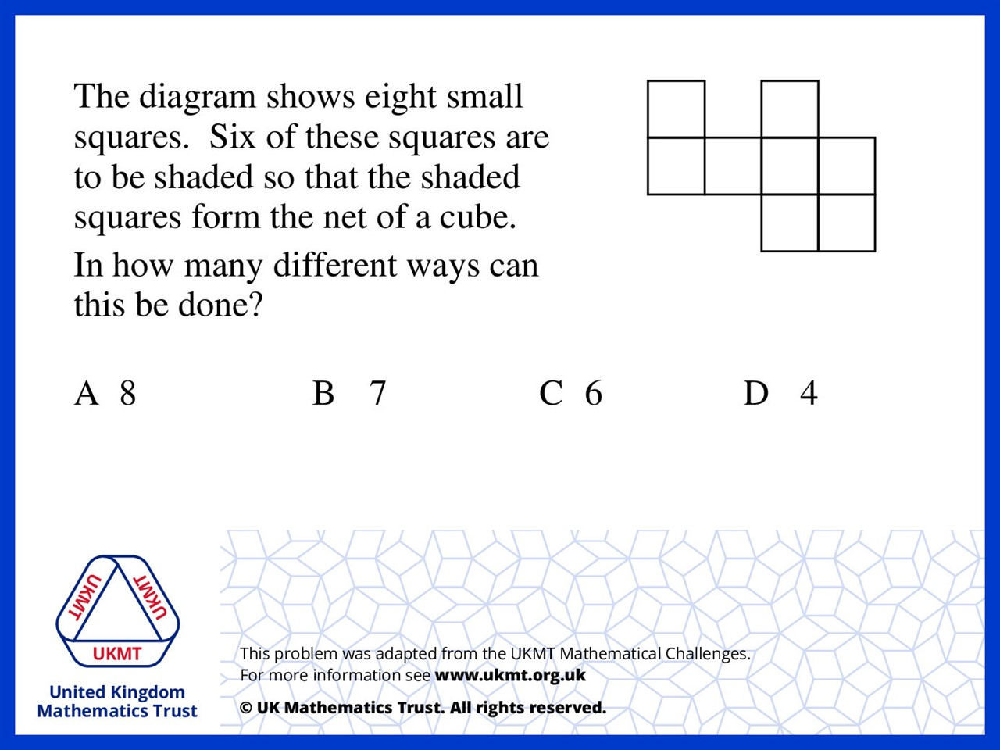 The diagram shows eight small
squares.  Six of these squares are
to be shaded so that the shaded
squares form the net of a cube.
In how many different ways can
this be done?
A 8 B 7 C 6 D 4
UKMT UKMT
UKMT
United Kingdom
Mathematics Trust
This problem was adapted from the UKMT Mathematical Challenges.
For more information see www.ukmt.org.uk
© UK Mathematics Trust. All rights reserved.